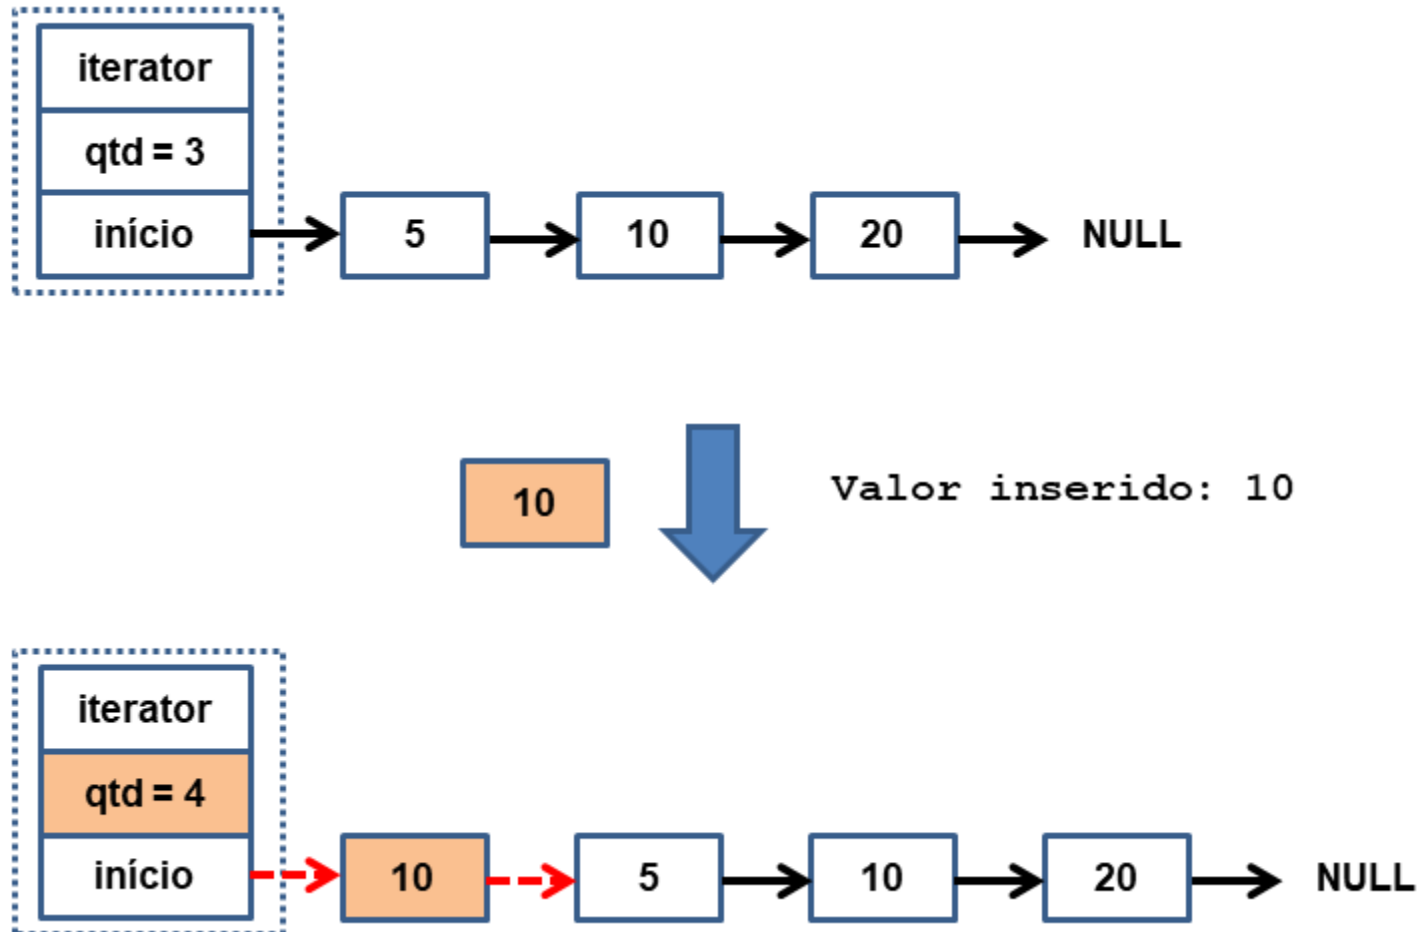 iterator
qtd = 3
início
5
10
20
NULL
10
Valor inserido: 10
iterator
qtd = 4
início
10
5
10
20
NULL